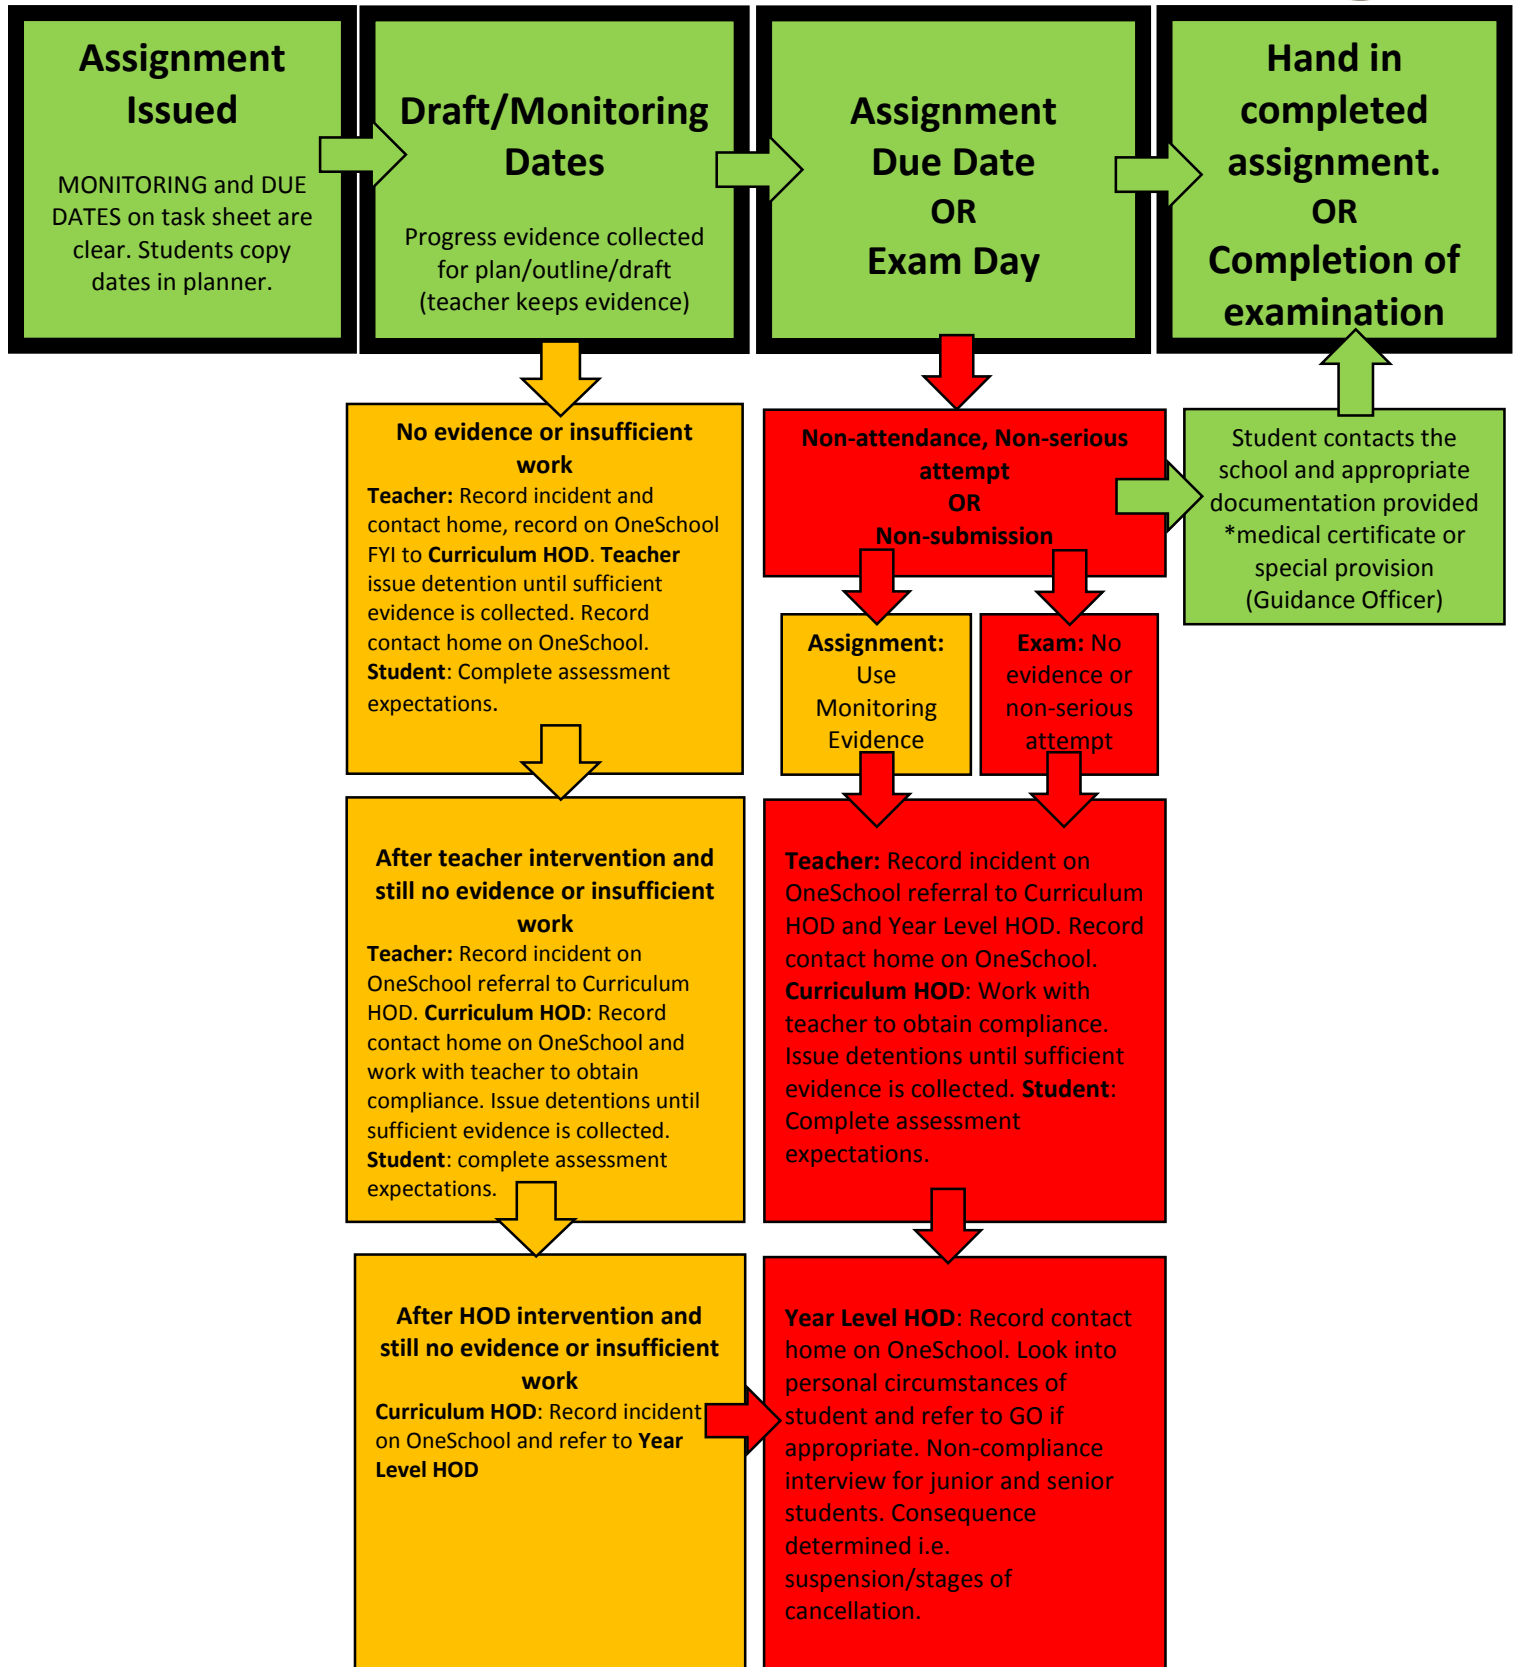 Assignment
Issued
MONITORING and DUE
DATES on task sheet are
clear. Students copy
dates in planner.
Draft/Monitoring
Dates
Progress evidence collected
for plan/outline/draft
(teacher keeps evidence)
Assignment
Due Date
OR
Exam Day
Hand in
completed
assignment.
OR
Completion of
examination
No evidence or insufficient
work
Teacher: Record incident and
contact home, record on OneSchool
FYI to Curriculum HOD. Teacher
issue detention until sufficient
evidence is collected. Record
contact home on OneSchool.
Student: Complete assessment
expectations.
Non-attendance, Non-serious
attempt
OR
Non-submission
Student contacts the
school and appropriate
documentation provided
*medical certificate or
special provision
(Guidance Officer)
Assignment:
Use
Monitoring
Evidence
Exam: No
evidence or
non-serious
attempt
After teacher intervention and
still no evidence or insufficient
work
Teacher: Record incident on
OneSchool referral to Curriculum
HOD. Curriculum HOD: Record
contact home on OneSchool and
work with teacher to obtain
compliance. Issue detentions until
sufficient evidence is collected.
Student: complete assessment
expectations.
Teacher: Record incident on
OneSchool referral to Curriculum
HOD and Year Level HOD. Record
contact home on OneSchool.
Curriculum HOD: Work with
teacher to obtain compliance.
Issue detentions until sufficient
evidence is collected. Student:
Complete assessment
expectations.
After HOD intervention and
still no evidence or insufficient
work
Curriculum HOD: Record incident
on OneSchool and refer to Year
Level HOD
Year Level HOD: Record contact
home on OneSchool. Look into
personal circumstances of
student and refer to GO if
appropriate. Non-compliance
interview for junior and senior
students. Consequence
determined i.e.
suspension/stages of
cancellation.